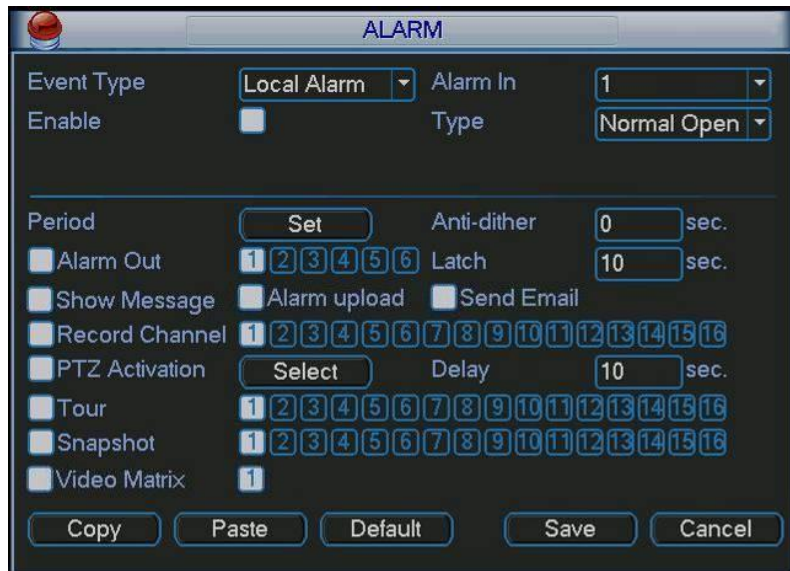 ALARM
Event Type Local Alarm Alarm In 1
Enable Type Normal Open
Period Set Anti-dither 0 sec.
Alarm Out 1 2 3 4 5 6 Latch 10 sec.
Show Message Alarm upload Send Email
Record Channel 1 2 3 4 5 6 7 8 9 10 11 12 13 14 15 16
PTZ Activation Select Delay 10 sec.
Tour 1 2 3 4 5 6 7 8 9 10 11 12 13 14 15 16
Snapshot 1 2 3 4 5 6 7 8 9 10 11 12 13 14 15 16
Video Matrix 1
Copy Paste Default Save Cancel